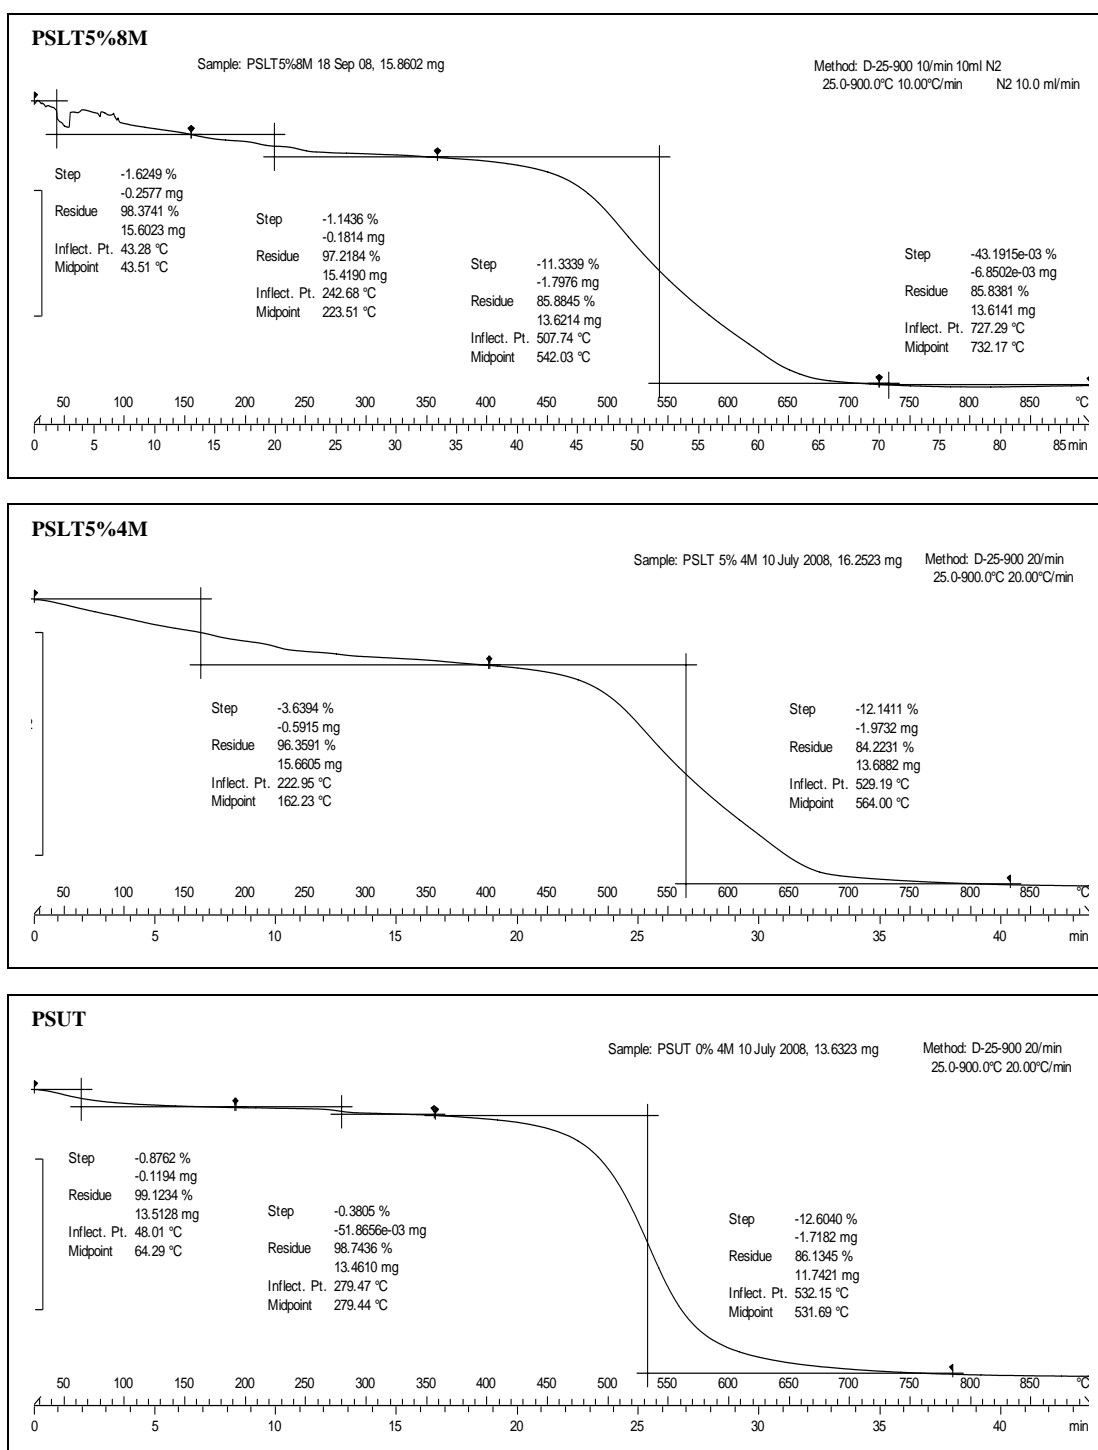 PSLT5%8M
Sample: PSLT5%8M 18 Sep 08, 15.8602 mg
Method: D-25-900 10/min 10ml N2
25.0-900.0°C 10.00°C/min N2 10.0 ml/min
Step -1.6249 %
-0.2577 mg
Residue 98.3741 %
15.6023 mg
Inflect. Pt. 43.28 °C
Midpoint 43.51 °C
Step -1.1436 %
-0.1814 mg
Residue 97.2184 %
15.4190 mg
Inflect. Pt. 242.68 °C
Midpoint 223.51 °C
Step -11.3339 %
-1.7976 mg
Residue 85.8845 %
13.6214 mg
Inflect. Pt. 507.74 °C
Midpoint 542.03 °C
Step -43.1915e-03 %
-6.8502e-03 mg
Residue 85.8381 %
13.6141 mg
Inflect. Pt. 727.29 °C
Midpoint 732.17 °C
50 100 150 200 250 300 350 400 450 500 550 600 650 700 750 800 850 °C
0 5 10 15 20 25 30 35 40 45 50 55 60 65 70 75 80 85 min
PSLT5%4M
Sample: PSLT 5% 4M 10 July 2008, 16.2523 mg
Method: D-25-900 20/min
25.0-900.0°C 20.00°C/min
Step -3.6394 %
-0.5915 mg
Residue 96.3591 %
15.6605 mg
Inflect. Pt. 222.95 °C
Midpoint 162.23 °C
Step -12.1411 %
-1.9732 mg
Residue 84.2231 %
13.6882 mg
Inflect. Pt. 529.19 °C
Midpoint 564.00 °C
50 100 150 200 250 300 350 400 450 500 550 600 650 700 750 800 850 °C
0 5 10 15 20 25 30 35 40 min
PSUT
Sample: PSUT 0% 4M 10 July 2008, 13.6323 mg
Method: D-25-900 20/min
25.0-900.0°C 20.00°C/min
Step -0.8762 %
-0.1194 mg
Residue 99.1234 %
13.5128 mg
Inflect. Pt. 48.01 °C
Midpoint 64.29 °C
Step -0.3805 %
-51.8656e-03 mg
Residue 98.7436 %
13.4610 mg
Inflect. Pt. 279.47 °C
Midpoint 279.44 °C
Step -12.6040 %
-1.7182 mg
Residue 86.1345 %
11.7421 mg
Inflect. Pt. 532.15 °C
Midpoint 531.69 °C
50 100 150 200 250 300 350 400 450 500 550 600 650 700 750 800 850 °C
0 5 10 15 20 25 30 35 40 min